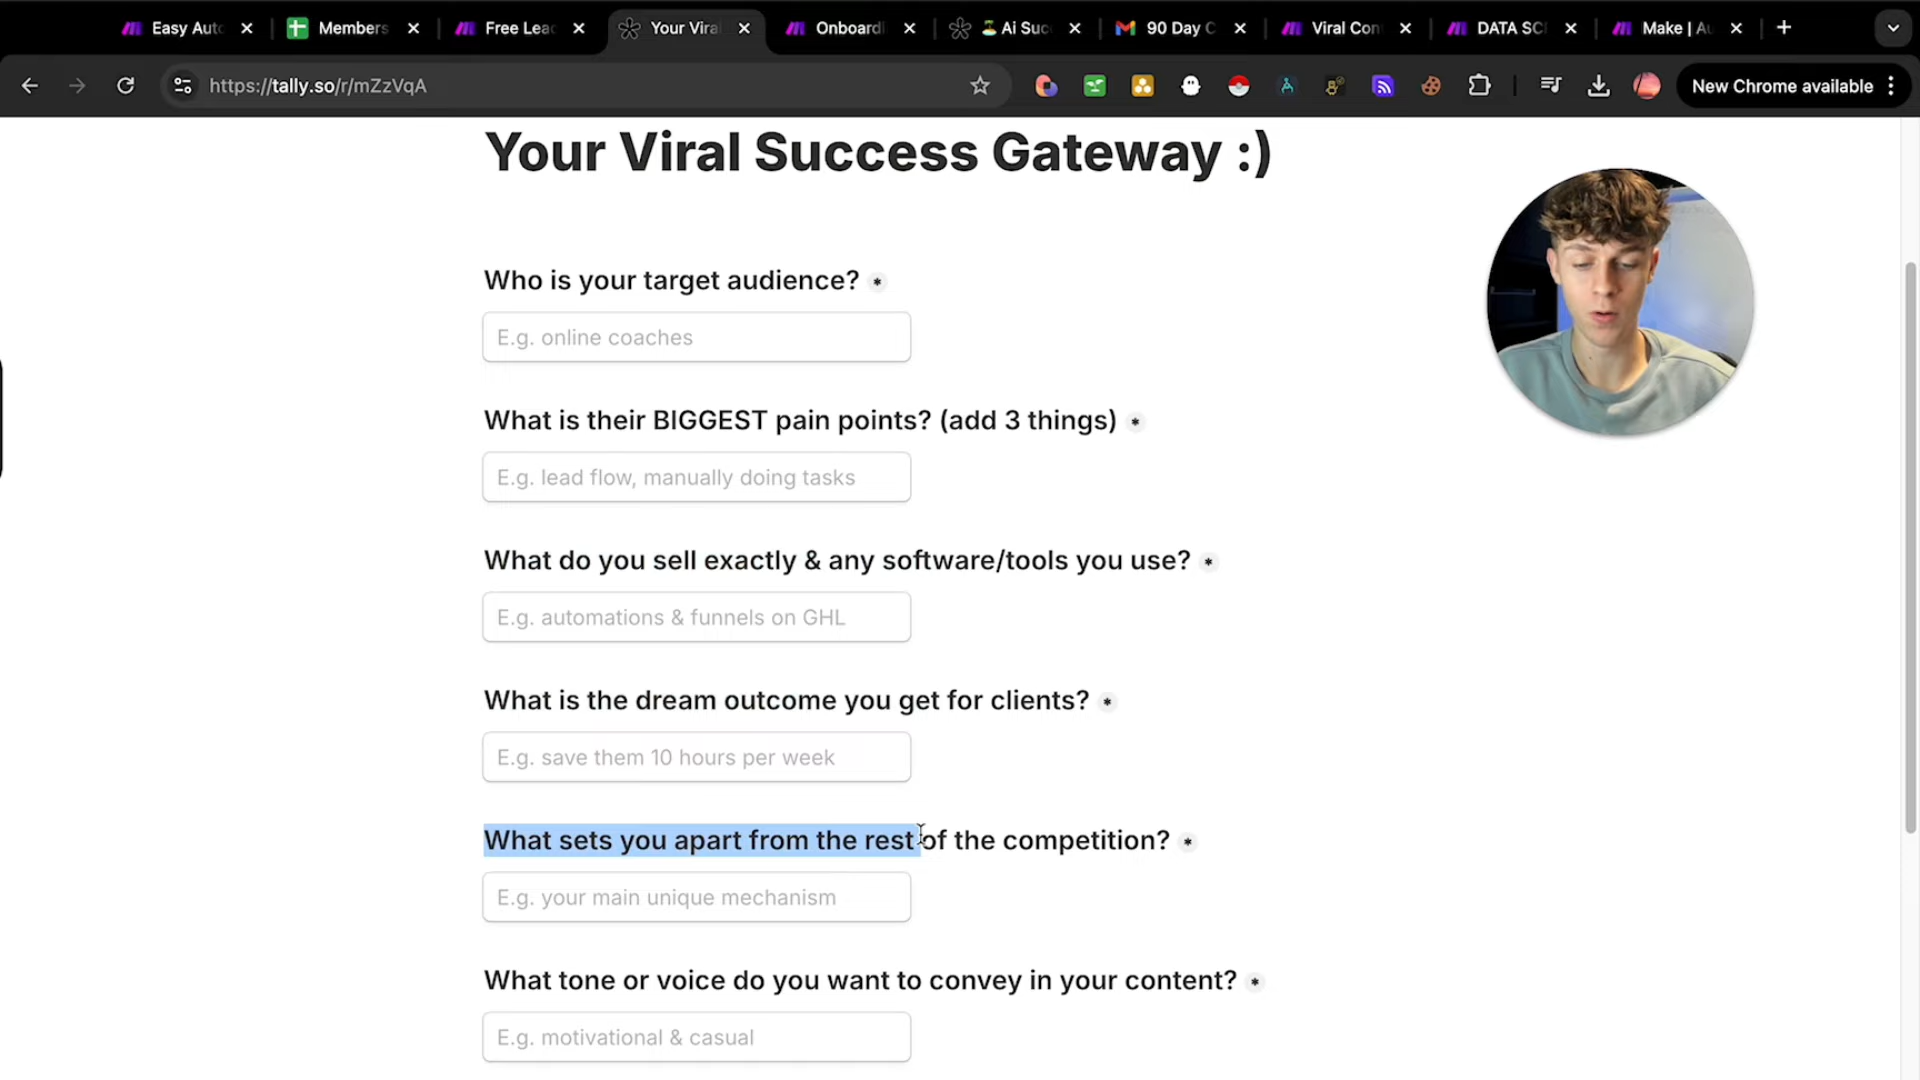 Easy Auto
Members
Free Lea
Your Viral
Onboardi
Ai Suc
90 Day C
Viral Con
DATA SC
Make | Au
https://tally.so/r/mZzVqA
New Chrome available
Your Viral Success Gateway :)
Who is your target audience? *
E.g. online coaches
What is their BIGGEST pain points? (add 3 things) *
E.g. lead flow, manually doing tasks
What do you sell exactly & any software/tools you use? *
E.g. automations & funnels on GHL
What is the dream outcome you get for clients? *
E.g. save them 10 hours per week
What sets you apart from the rest of the competition? *
E.g. your main unique mechanism
What tone or voice do you want to convey in your content? *
E.g. motivational & casual